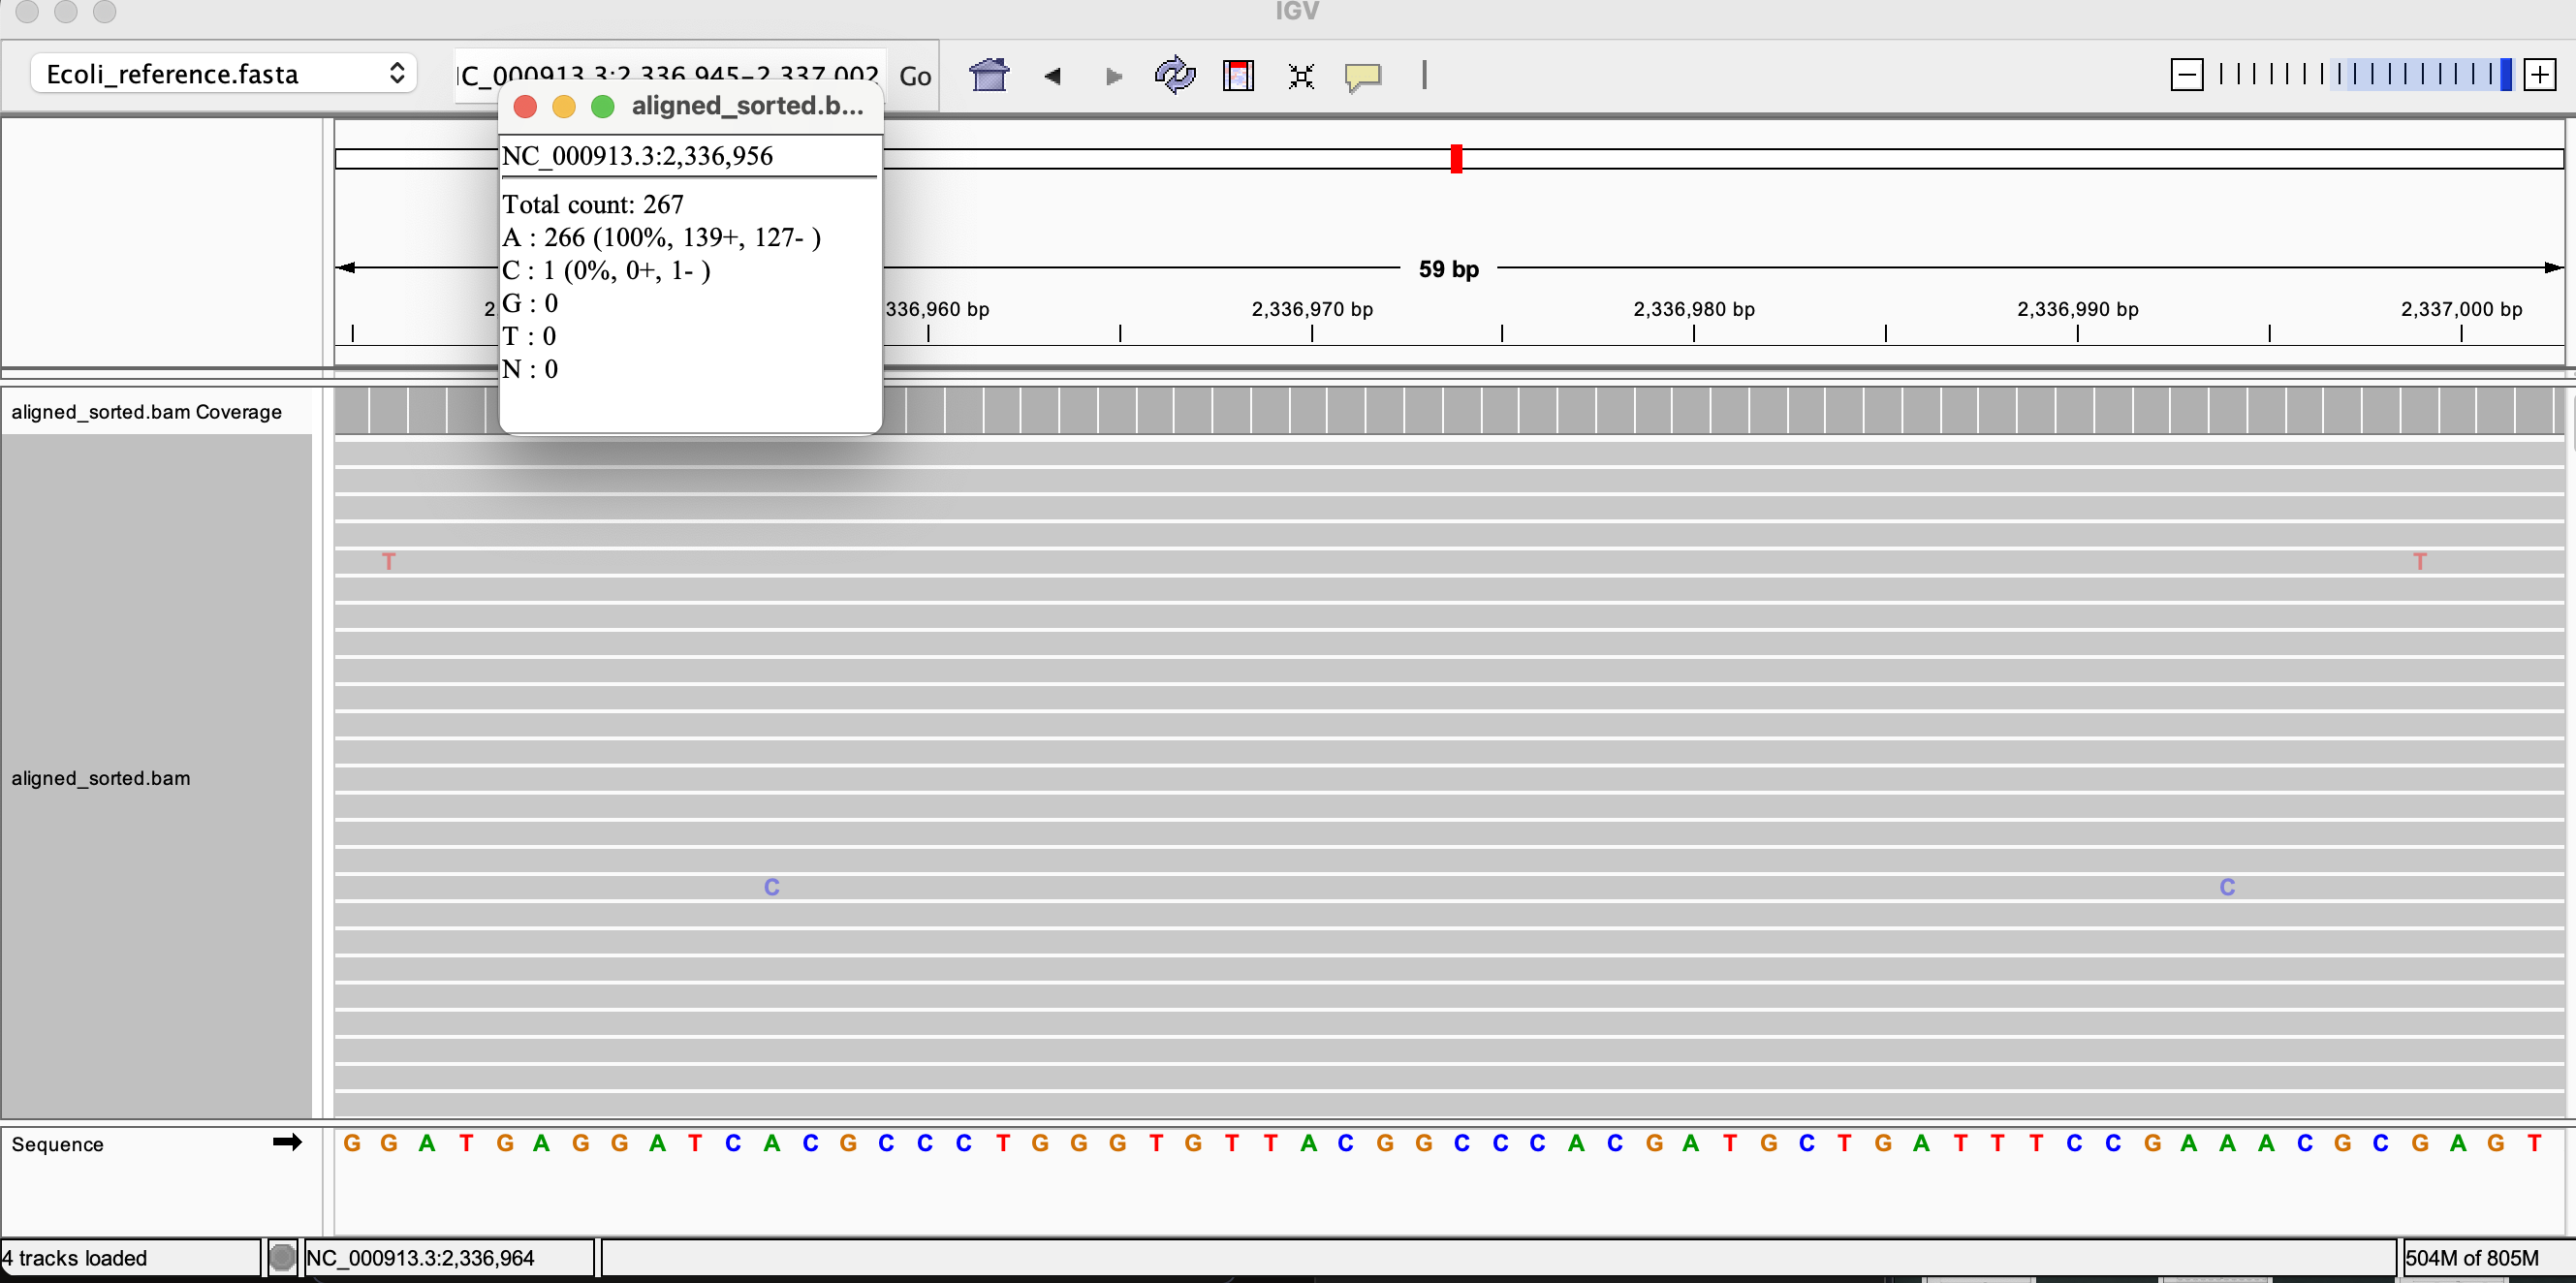 IGV
Ecoli_reference.fasta
C_000913.3:2,336,945-2,337,002
Go
aligned_sorted.b...
NC_000913.3:2,336,956
Total count: 267
A : 266 (100%, 139+, 127- )
C : 1 (0%, 0+, 1- )
G : 0
T : 0
N : 0
59 bp
2
336,960 bp
2,336,970 bp
2,336,980 bp
2,336,990 bp
2,337,000 bp
aligned_sorted.bam Coverage
T T
aligned_sorted.bam
C C
Sequence
G G A T G A G G A T C A C G C C C T G G G T G T T A C G G C C C A C G A T G C T G A T T T C C G A A A C G C G A G T
4 tracks loaded
NC_000913.3:2,336,964
504M of 805M